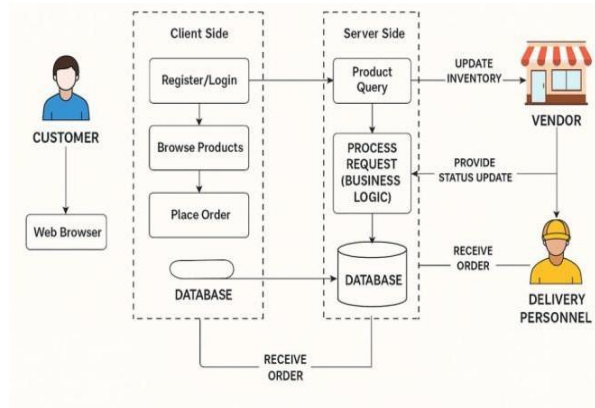 Client Side
Server Side
CUSTOMER
Web Browser
Register/Login
Browse Products
Place Order
DATABASE
Product
Query
PROCESS
REQUEST
(BUSINESS
LOGIC)
DATABASE
UPDATE
INVENTORY
VENDOR
PROVIDE
STATUS UPDATE
RECEIVE
ORDER
DELIVERY
PERSONNEL
RECEIVE
ORDER